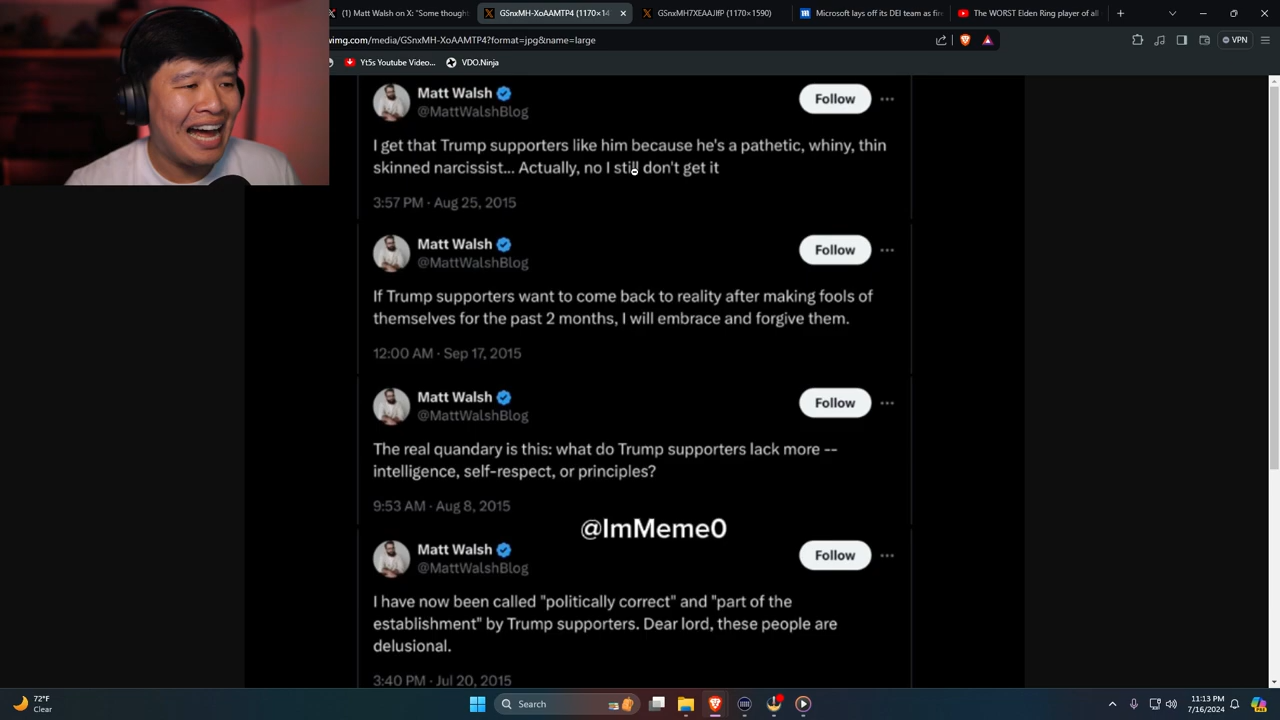 (1) Matt Walsh on X: "Some though
GSnxMH-XoAAMTP4 (1170×14
GSnxMH7XEAAJIfP (1170×1590)
Microsoft lays off its DEI team as fir
The WORST Elden Ring player of all
wimg.com/media/GSnxMH-XoAAMTP4?format=jpg&name=large
VPN
Yt5s Youtube Video...
VDO.Ninja
Matt Walsh
@MattWalshBlog
Follow
I get that Trump supporters like him because he's a pathetic, whiny, thin
skinned narcissist... Actually, no I still don't get it
3:57 PM · Aug 25, 2015
Matt Walsh
@MattWalshBlog
Follow
If Trump supporters want to come back to reality after making fools of
themselves for the past 2 months, I will embrace and forgive them.
12:00 AM · Sep 17, 2015
Matt Walsh
@MattWalshBlog
Follow
The real quandary is this: what do Trump supporters lack more --
intelligence, self-respect, or principles?
9:53 AM · Aug 8, 2015
@ImMeme0
Matt Walsh
@MattWalshBlog
Follow
I have now been called "politically correct" and "part of the
establishment" by Trump supporters. Dear lord, these people are
delusional.
3:40 PM · Jul 20, 2015
72°F
Clear
Search
11:13 PM
7/16/2024